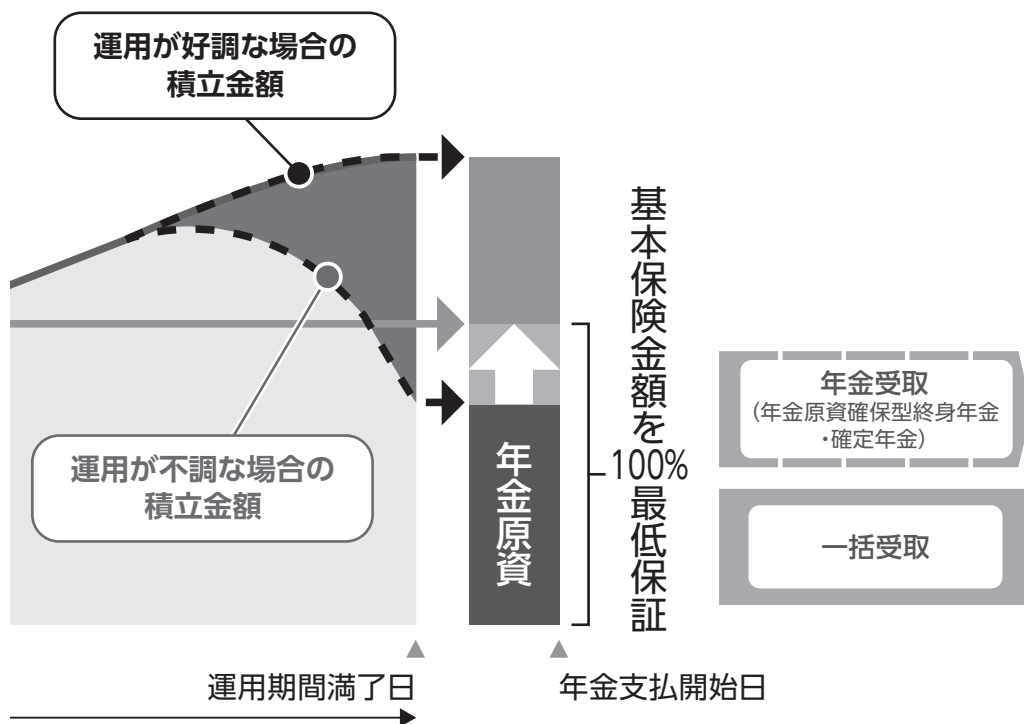 運用が好調な場合の
積立金額
運用が不調な場合の
積立金額
年金原資
基本保険金額を100%最低保証
年金受取
(年金原資確保型終身年金
・確定年金)
一括受取
運用期間満了日
年金支払開始日